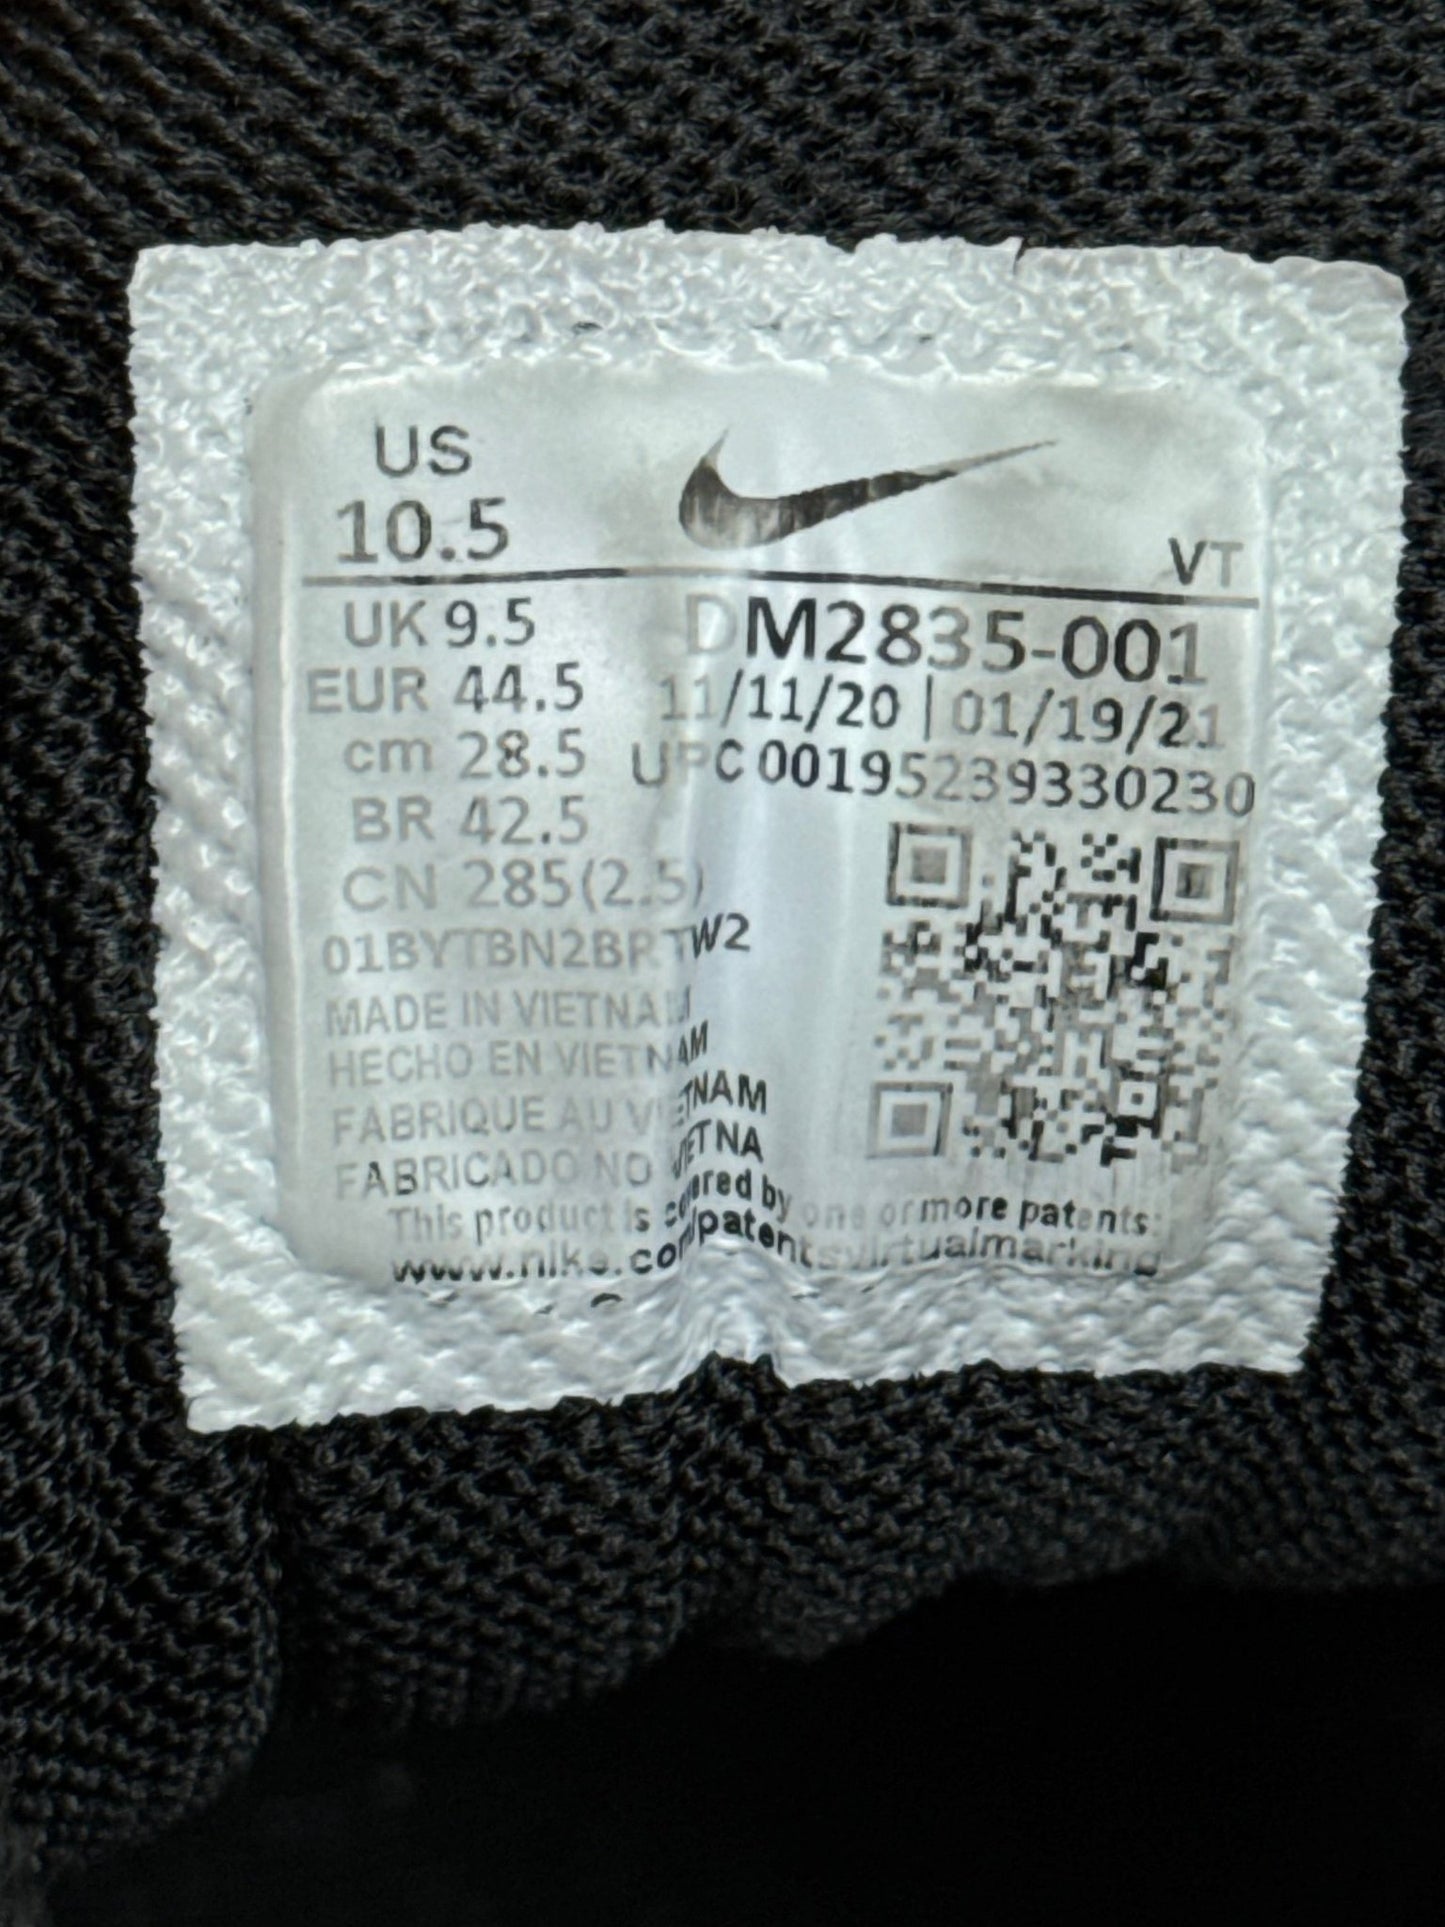 US
10.5
VT
UK 9.5
EUR 44.5
cm 28.5
BR 42.5
CN 285(2.5)
DM2835-001
11/11/20 | 01/19/21
UPC 00195239330230
01BYTBN2BRTW2
MADE IN VIETNAM
HECHO EN VIETNAM
FABRIQUE AU VIETNAM
FABRICADO NO VIETNA
This product is covered by one or more patents:
www.nike.com/patentsvirtualmarking